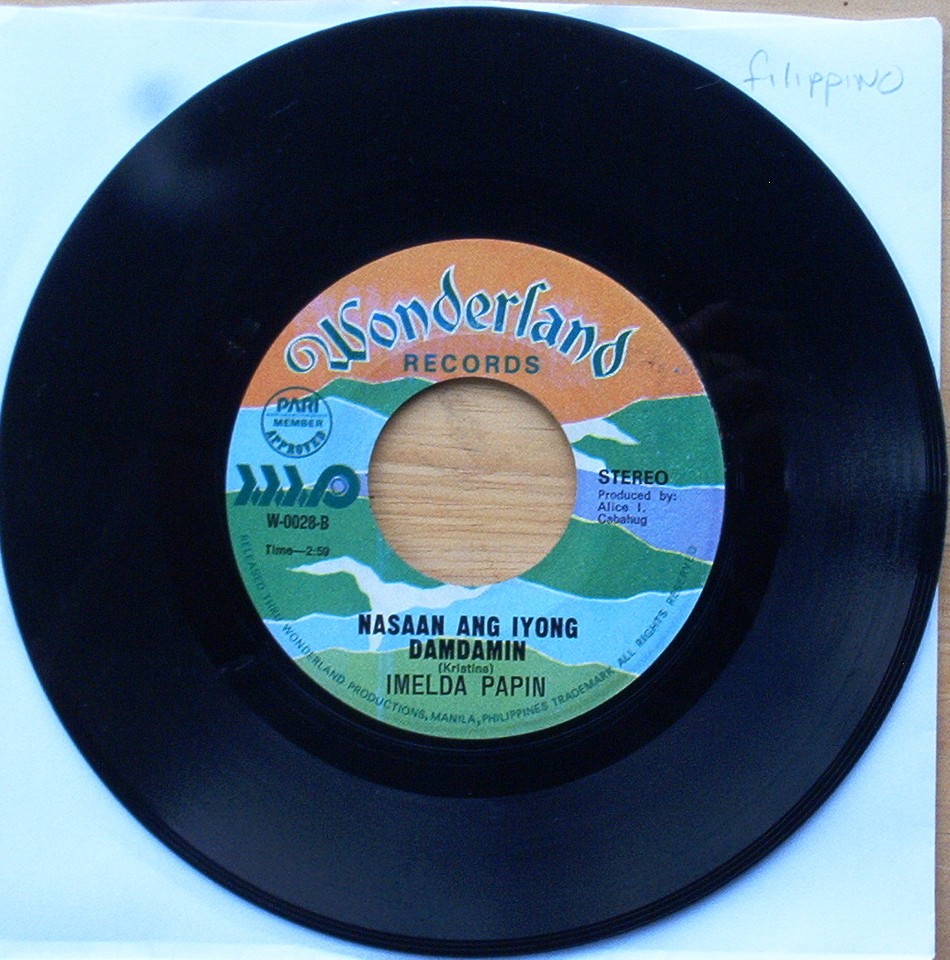 filippino
Wonderland
RECORDS
PARI
MEMBER
APPROVED
STEREO
Produced by:
Alice I.
Cabahug
W-0028-B
Time—2:59
NASAAN ANG IYONG
DAMDAMIN
(Kristina)
IMELDA PAPIN
RELEASED THRU WONDERLAND PRODUCTIONS, MANILA, PHILIPPINES TRADEMARK ALL RIGHTS RESERVED